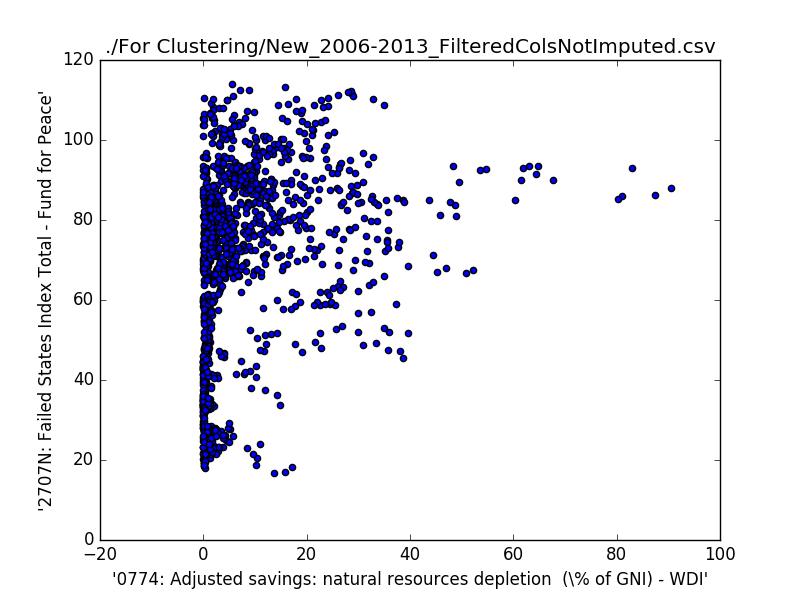 ./For Clustering/New_2006-2013_FilteredColsNotImputed.csv
'2707N: Failed States Index Total - Fund for Peace'
120
100
80
60
40
20
0
−20 0 20 40 60 80 100
'0774: Adjusted savings: natural resources depletion  (\% of GNI) - WDI'